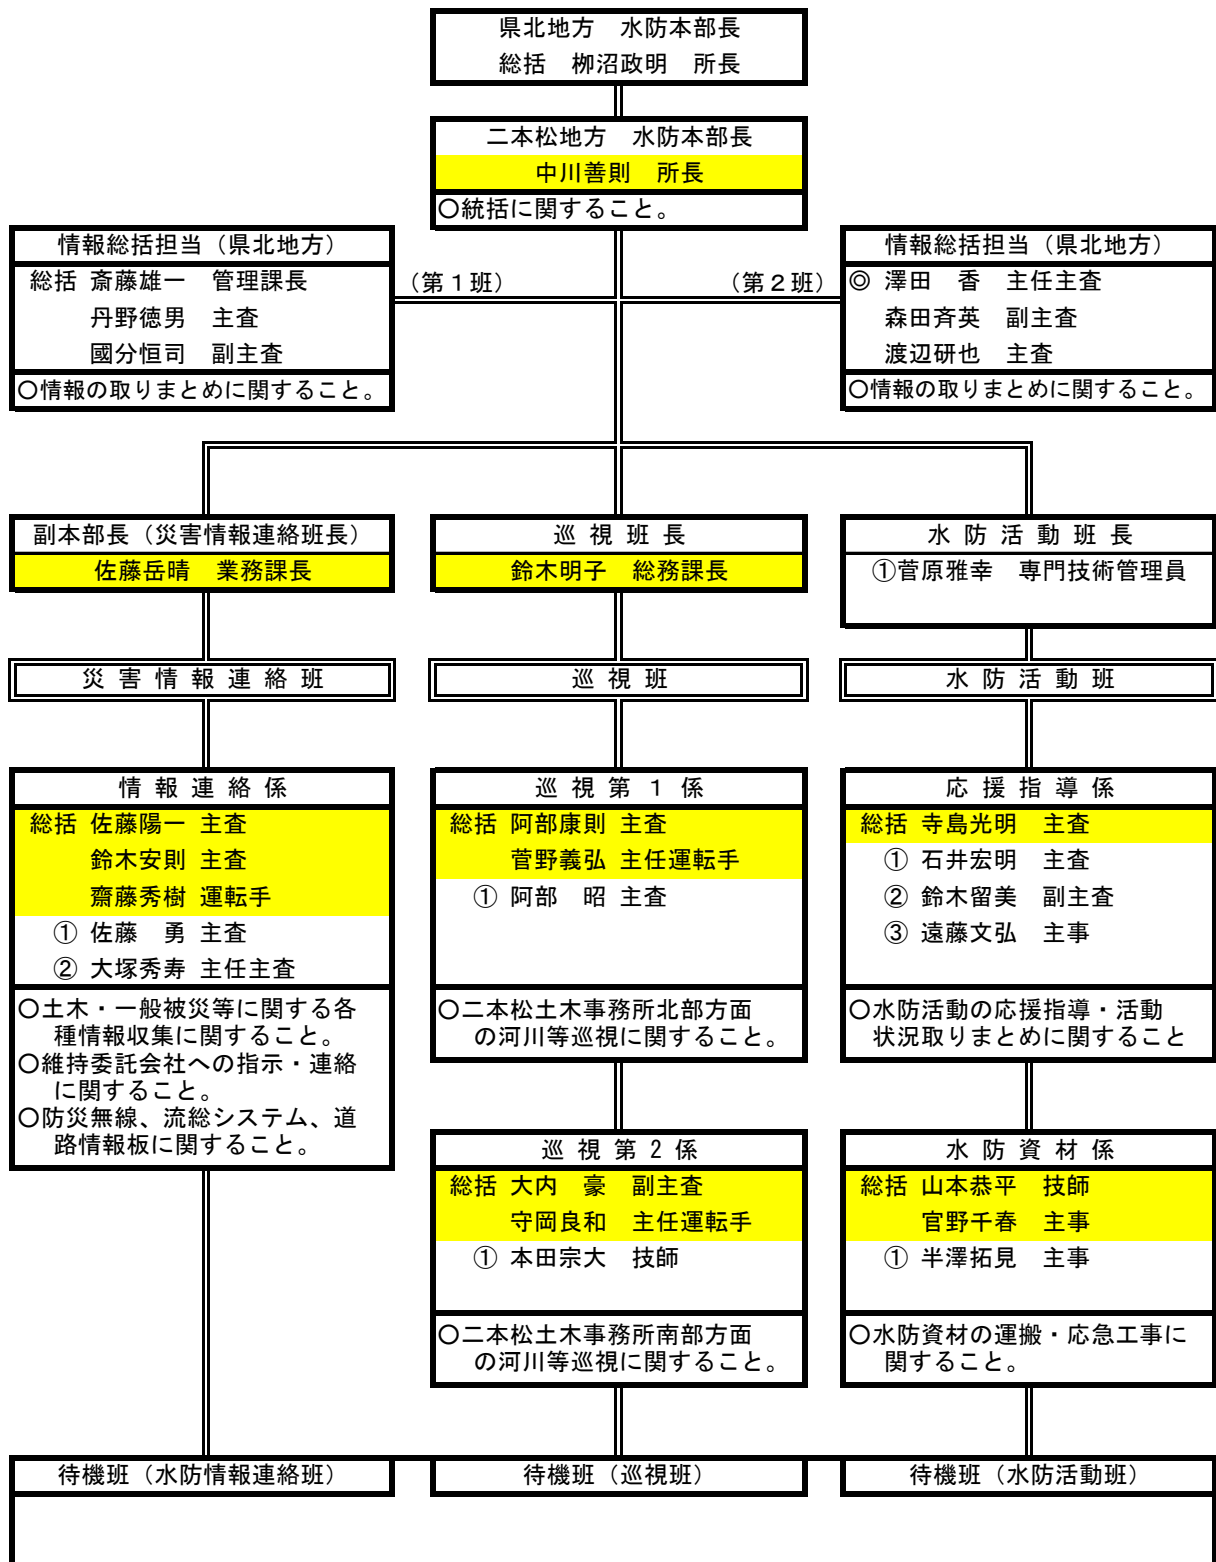 県北地方　水防本部長
総括　柳沼政明　所長
二本松地方　水防本部長
中川善則　所長
〇統括に関すること。
情報総括担当（県北地方）
総括 斎藤雄一　管理課長
丹野徳男　主査
國分恒司　副主査
〇情報の取りまとめに関すること。
（第１班）
（第２班）
情報総括担当（県北地方）
◎ 澤田　香　主任主査
森田斉英　副主査
渡辺研也　主査
〇情報の取りまとめに関すること。
副本部長（災害情報連絡班長）
佐藤岳晴　業務課長
巡 視 班 長
鈴木明子　総務課長
水 防 活 動 班 長
①菅原雅幸　専門技術管理員
災 害 情 報 連 絡 班
巡 視 班
水 防 活 動 班
情 報 連 絡 係
総括 佐藤陽一 主査
鈴木安則 主査
齋藤秀樹 運転手
① 佐藤　勇 主査
② 大塚秀寿 主任主査
〇土木・一般被災等に関する各
種情報収集に関すること。
〇維持委託会社への指示・連絡
に関すること。
〇防災無線、流総システム、道
路情報板に関すること。
巡 視 第 １ 係
総括 阿部康則 主査
菅野義弘 主任運転手
① 阿部　昭 主査
〇二本松土木事務所北部方面
の河川等巡視に関すること。
応 援 指 導 係
総括 寺島光明　主査
① 石井宏明　主査
② 鈴木留美　副主査
③ 遠藤文弘　主事
〇水防活動の応援指導・活動
状況取りまとめに関すること
巡 視 第 2 係
総括 大内　豪　副主査
守岡良和　主任運転手
① 本田宗大　技師
〇二本松土木事務所南部方面
の河川等巡視に関すること。
水 防 資 材 係
総括 山本恭平　技師
官野千春　主事
① 半澤拓見　主事
〇水防資材の運搬・応急工事に
関すること。
待機班（水防情報連絡班）
待機班（巡視班）
待機班（水防活動班）